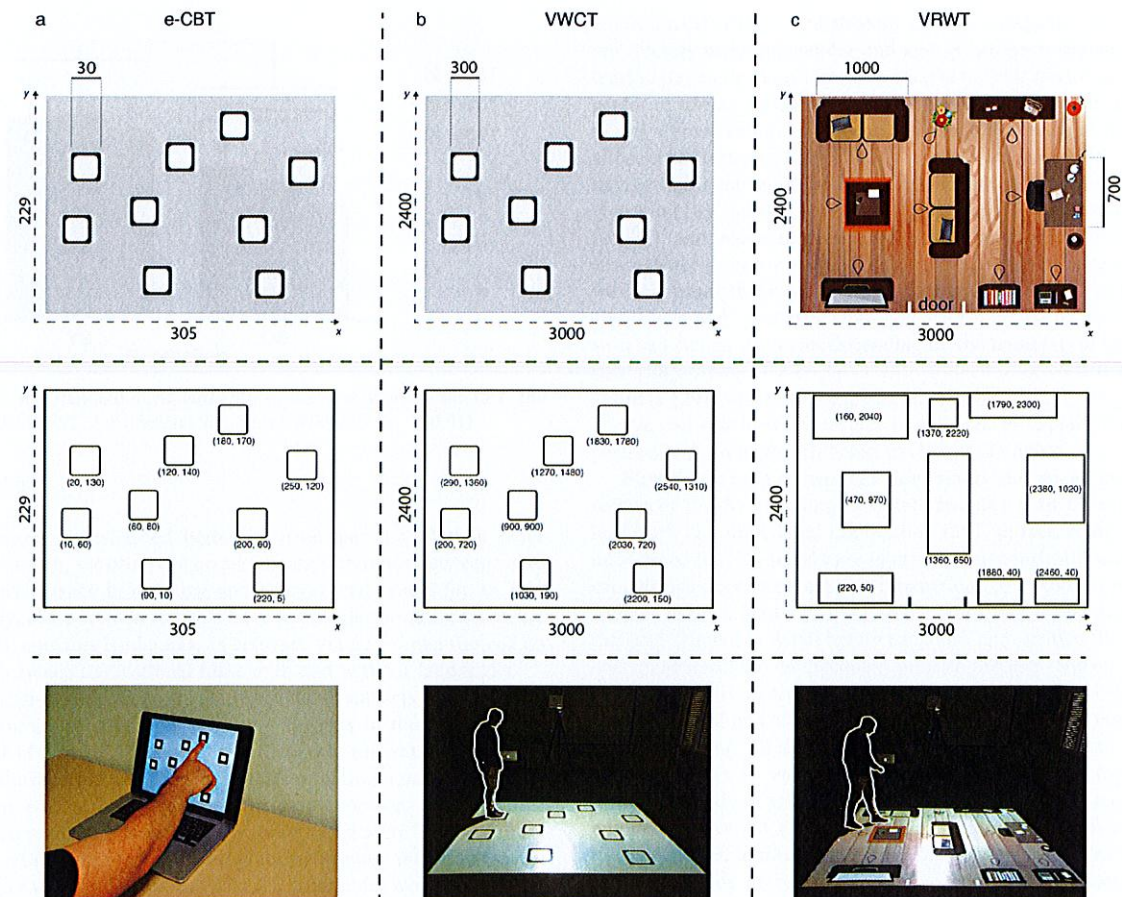 a e-CBT
b VWCT
c VRWT
30
300
1000
y
y
y
229
2400
2400
700
door
305
x
3000
x
3000
x
y
y
y
(180, 170)
(120, 140)
(20, 130)
(250, 120)
(60, 80)
(10, 60)
(200, 60)
(90, 10)
(220, 5)
229
305
x
(1830, 1780)
(1270, 1480)
(290, 1360)
(2540, 1310)
(900, 900)
(200, 720)
(2030, 720)
(1030, 190)
(2200, 150)
2400
3000
x
(160, 2040)
(1790, 2300)
(1370, 2220)
(470, 970)
(2380, 1020)
(1360, 650)
(1880, 40)
(2460, 40)
(220, 50)
2400
3000
x